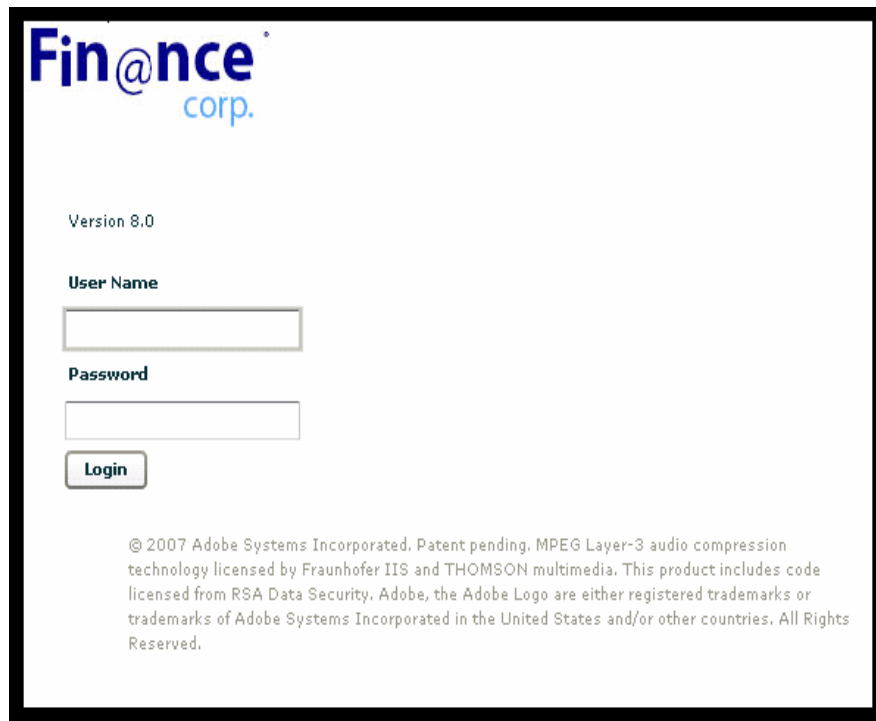 Fin@nce
corp.
Version 8.0
User Name
Password
Login
© 2007 Adobe Systems Incorporated. Patent pending. MPEG Layer-3 audio compression
technology licensed by Fraunhofer IIS and THOMSON multimedia. This product includes code
licensed from RSA Data Security. Adobe, the Adobe Logo are either registered trademarks or
trademarks of Adobe Systems Incorporated in the United States and/or other countries. All Rights
Reserved.